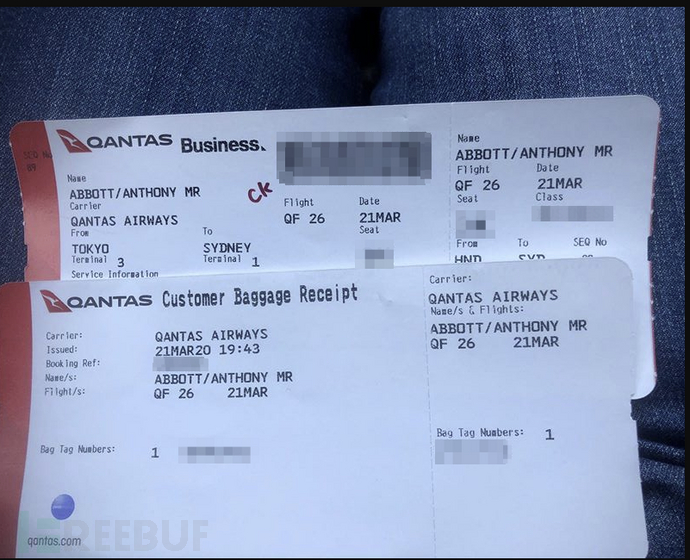 QANTAS Business.
SEQ No
89
Name
ABBOTT/ANTHONY MR
Carrier
QANTAS AIRWAYS
From To
TOKYO SYDNEY
Terminal 3 Terminal 1
Service Information
CK
Flight Date
QF 26 21MAR
Seat
Name
ABBOTT/ANTHONY MR
Flight Date
QF 26 21MAR
Seat Class
From To SEQ No
HND SYD
QANTAS Customer Baggage Receipt
Carrier: QANTAS AIRWAYS
Issued: 21MAR20 19:43
Booking Ref:
Name/s: ABBOTT/ANTHONY MR
Flight/s: QF 26 21MAR
Bag Tag Numbers: 1
qantas.com
Carrier:
QANTAS AIRWAYS
Name/s & Flights:
ABBOTT/ANTHONY MR
QF 26 21MAR
Bag Tag Numbers: 1
REEBUF